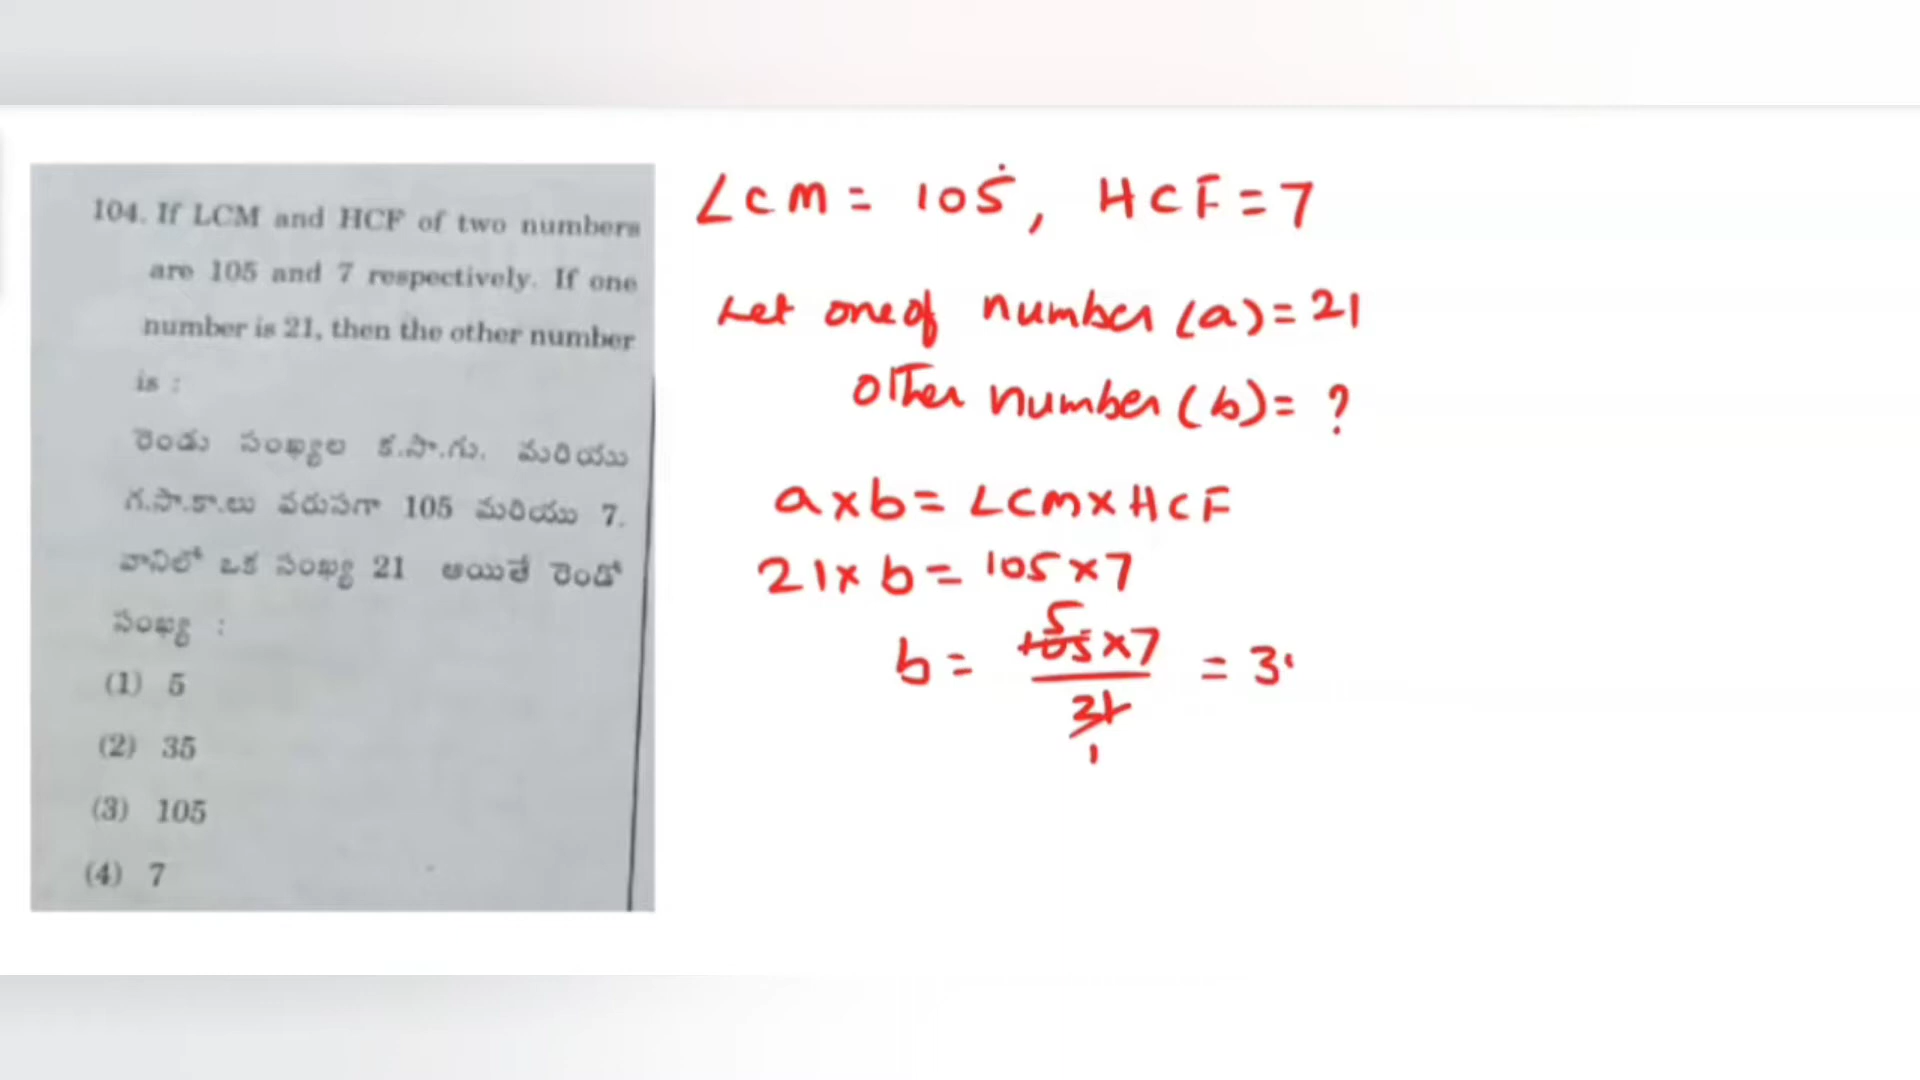 104. If LCM and HCF of two numbers
are 105 and 7 respectively. If one
number is 21, then the other number
is :
రెండు సంఖ్యల క.సా.గు. మరియు
గ.సా.కా.లు వరుసగా 105 మరియు 7.
వానిలో ఒక సంఖ్య 21 అయితే రెండో
సంఖ్య :
(1) 5
(2) 35
(3) 105
(4) 7
LCM = 105, HCF = 7
Let one of number (a) = 21
other number (b) = ?
a x b = LCM x HCF
21 x b = 105 x 7
5
b = 105 x 7 = 3
21
1